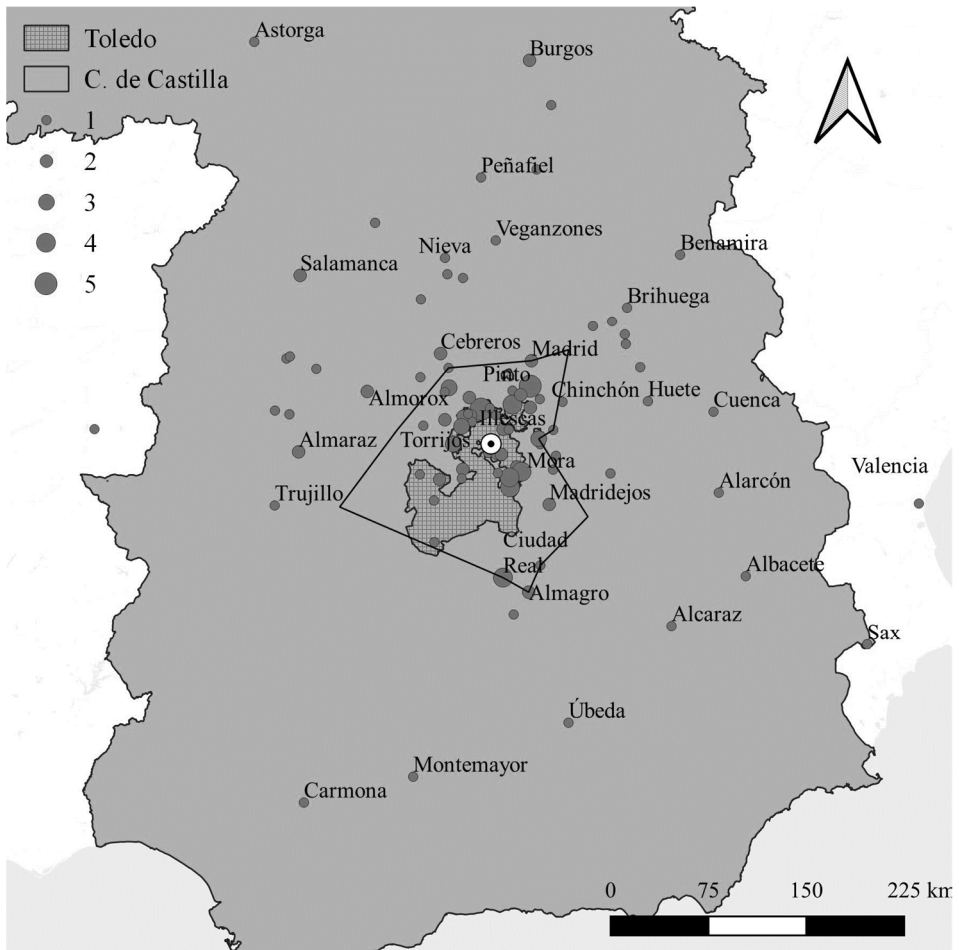 Toledo
C. de Castilla
1
2
3
4
5
Astorga
Burgos
Peñafiel
Veganzones
Nieva
Benamira
Salamanca
Brihuega
Cebreros
Madrid
Pinto
Almorox
Chinchón
Huete
Cuenca
Illescas
Torrijos
Almaraz
Mora
Valencia
Trujillo
Madridejos
Alarcón
Ciudad
Real
Almagro
Albacete
Alcaraz
Sax
Úbeda
Montemayor
Carmona
0 75 150 225 km